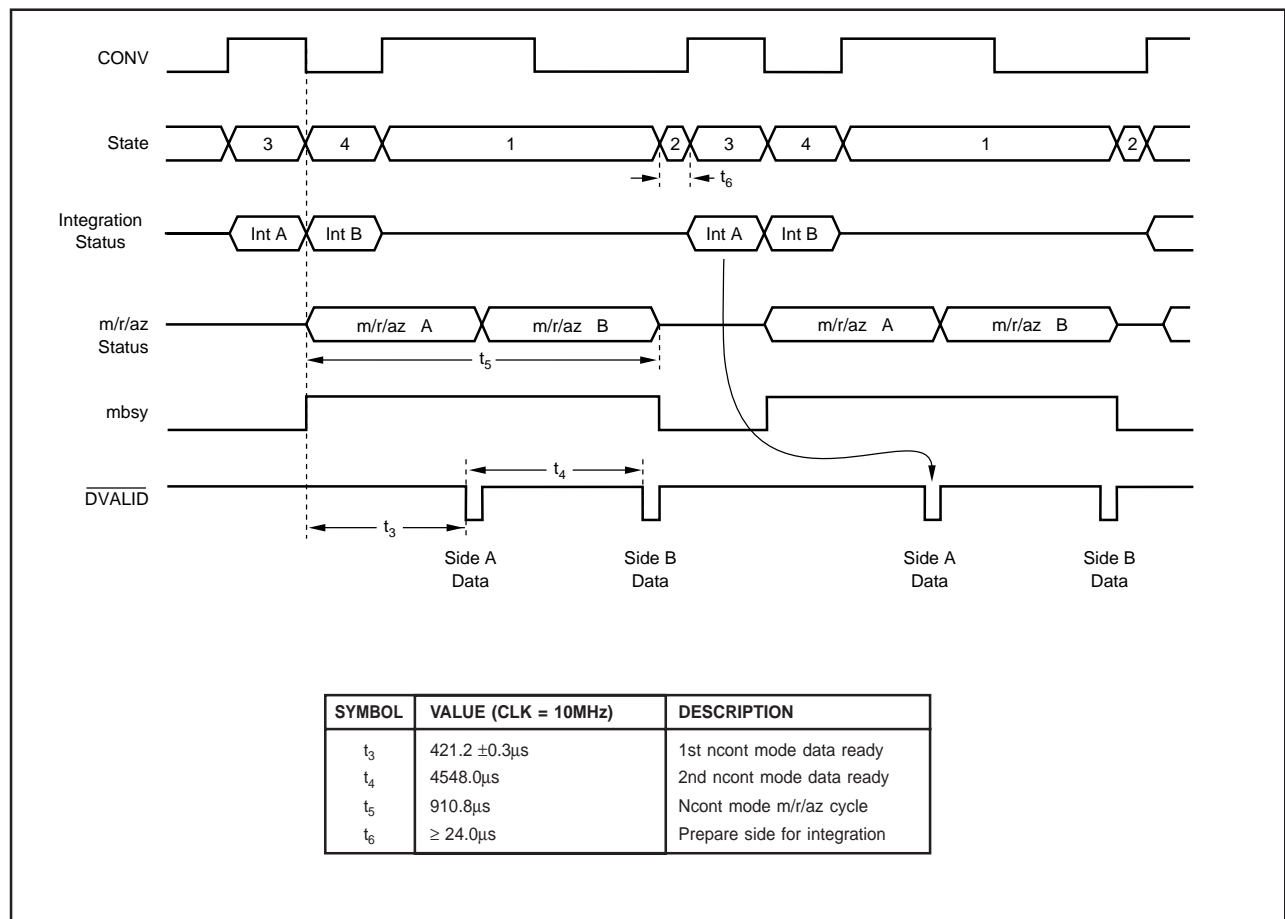 CONV
State
3 4 1 2 3 4 1 2
t6
Integration
Status
Int A Int B Int A Int B
m/r/az
Status
m/r/az A m/r/az B m/r/az A m/r/az B
t5
mbsy
t4
DVALID
t3
Side A
Data
Side B
Data
Side A
Data
Side B
Data
SYMBOL VALUE (CLK = 10MHz) DESCRIPTION
t3 421.2 ±0.3µs 1st ncont mode data ready
t4 4548.0µs 2nd ncont mode data ready
t5 910.8µs Ncont mode m/r/az cycle
t6 ≥ 24.0µs Prepare side for integration